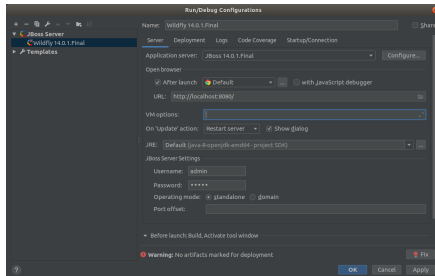 Run/Debug Configurations
Name: Wildfly 14.0.1.Final
Share
JBoss Server
Wildfly 14.0.1.Final
Templates
Server Deployment Logs Code Coverage Startup/Connection
Application server: JBoss 14.0.1.Final Configure...
Open browser
After launch Default ... with JavaScript debugger
URL: http://localhost:8080/
VM options:
On 'Update' action: Restart server Show dialog
JRE: Default (java-8-openjdk-amd64 - project SDK) ...
JBoss Server Settings
Username: admin
Password: •••••
Operating mode: standalone domain
Port offset:
Before launch: Build, Activate tool window
Warning: No artifacts marked for deployment Fix
? OK Cancel Apply